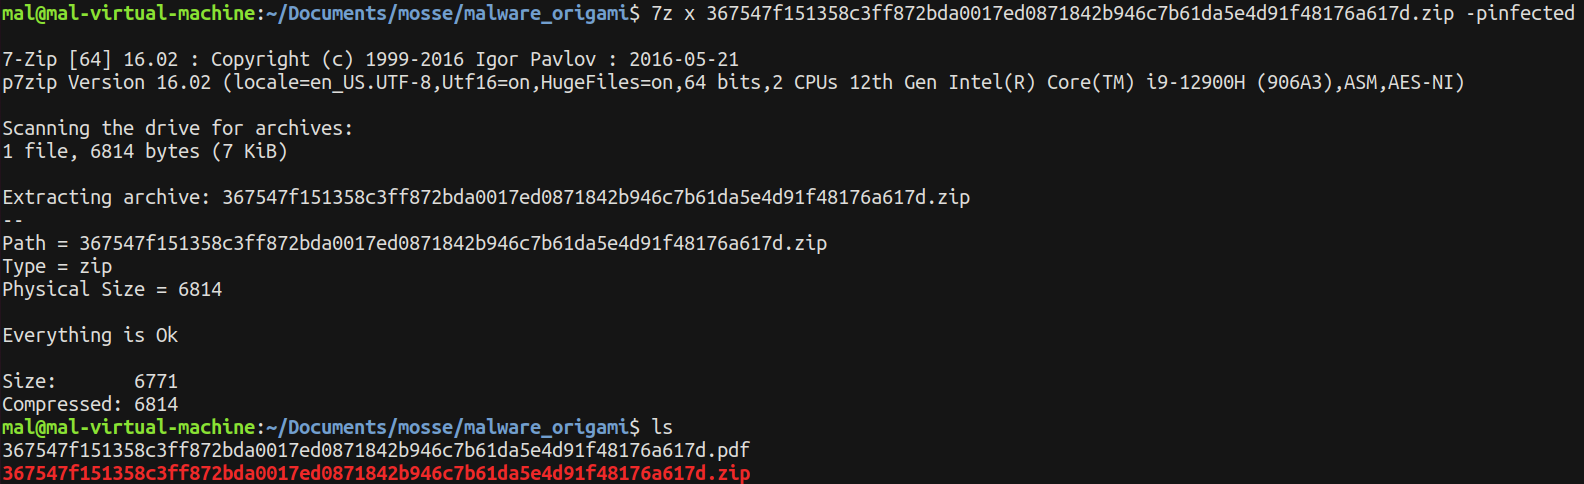 mal@mal-virtual-machine:~/Documents/mosse/malware_origami$ 7z x 367547f151358c3ff872bda0017ed0871842b946c7b61da5e4d91f48176a617d.zip -pinfected
7-Zip [64] 16.02 : Copyright (c) 1999-2016 Igor Pavlov : 2016-05-21
p7zip Version 16.02 (locale=en_US.UTF-8,Utf16=on,HugeFiles=on,64 bits,2 CPUs 12th Gen Intel(R) Core(TM) i9-12900H (906A3),ASM,AES-NI)
Scanning the drive for archives:
1 file, 6814 bytes (7 KiB)
Extracting archive: 367547f151358c3ff872bda0017ed0871842b946c7b61da5e4d91f48176a617d.zip
--
Path = 367547f151358c3ff872bda0017ed0871842b946c7b61da5e4d91f48176a617d.zip
Type = zip
Physical Size = 6814
Everything is Ok
Size:       6771
Compressed: 6814
mal@mal-virtual-machine:~/Documents/mosse/malware_origami$ ls
367547f151358c3ff872bda0017ed0871842b946c7b61da5e4d91f48176a617d.pdf
367547f151358c3ff872bda0017ed0871842b946c7b61da5e4d91f48176a617d.zip